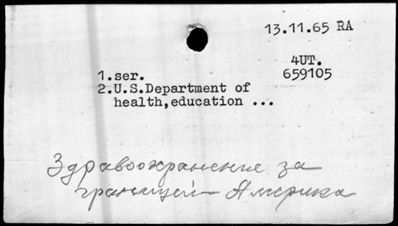 13.11.65 RA
4UT.
659105
1.ser.
2.U.S.Department of
health,education ...
Здравоохранение за
границей - Америка